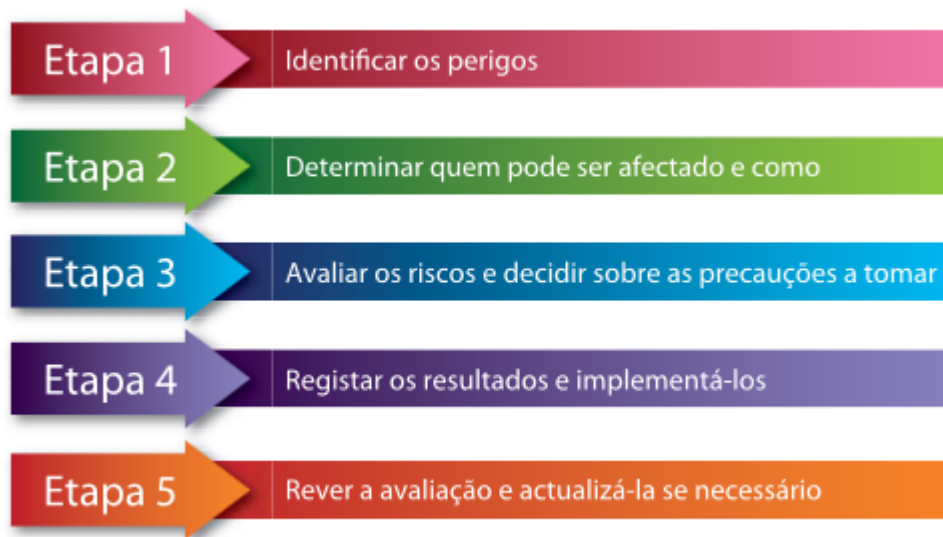 Etapa 1
Identificar os perigos
Etapa 2
Determinar quem pode ser afectado e como
Etapa 3
Avaliar os riscos e decidir sobre as precauções a tomar
Etapa 4
Registar os resultados e implementá-los
Etapa 5
Rever a avaliação e actualizá-la se necessário